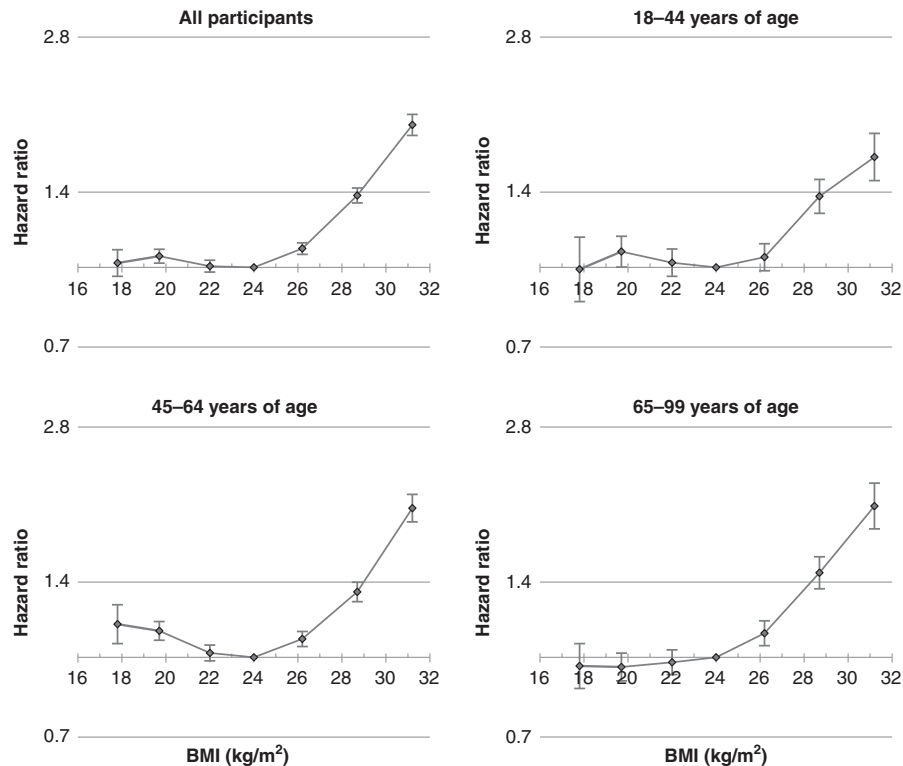 All participants
2.8
Hazard ratio
1.4
16 18 20 22 24 26 28 30 32
0.7
18–44 years of age
2.8
Hazard ratio
1.4
16 18 20 22 24 26 28 30 32
0.7
45–64 years of age
2.8
Hazard ratio
1.4
16 18 20 22 24 26 28 30 32
0.7
BMI (kg/m²)
65–99 years of age
2.8
Hazard ratio
1.4
16 18 20 22 24 26 28 30 32
0.7
BMI (kg/m²)